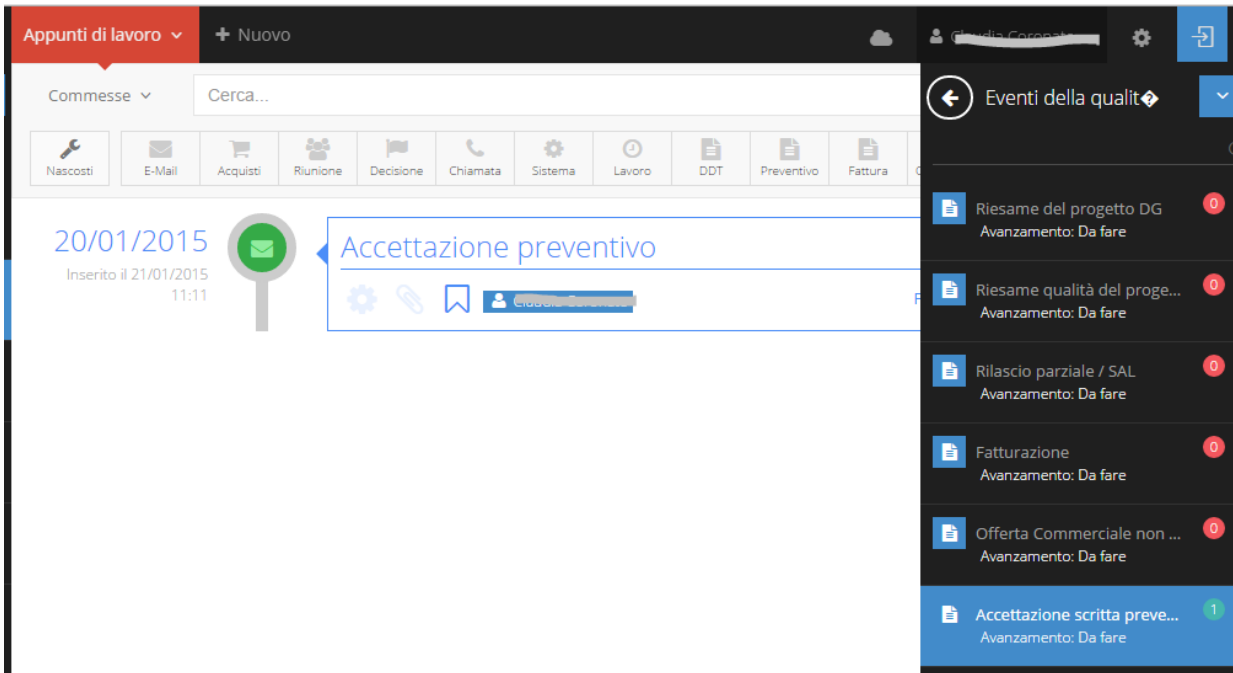 Appunti di lavoro
Nuovo
Commesse
Cerca...
Nascosti
E-Mail
Acquisti
Riunione
Decisione
Chiamata
Sistema
Lavoro
DDT
Preventivo
Fattura
20/01/2015
Inserito il 21/01/2015
11:11
Accettazione preventivo
Eventi della qualit�
Riesame del progetto DG
0
Avanzamento: Da fare
Riesame qualità del proge...
0
Avanzamento: Da fare
Rilascio parziale / SAL
0
Avanzamento: Da fare
Fatturazione
0
Avanzamento: Da fare
Offerta Commerciale non ...
0
Avanzamento: Da fare
Accettazione scritta preve...
1
Avanzamento: Da fare